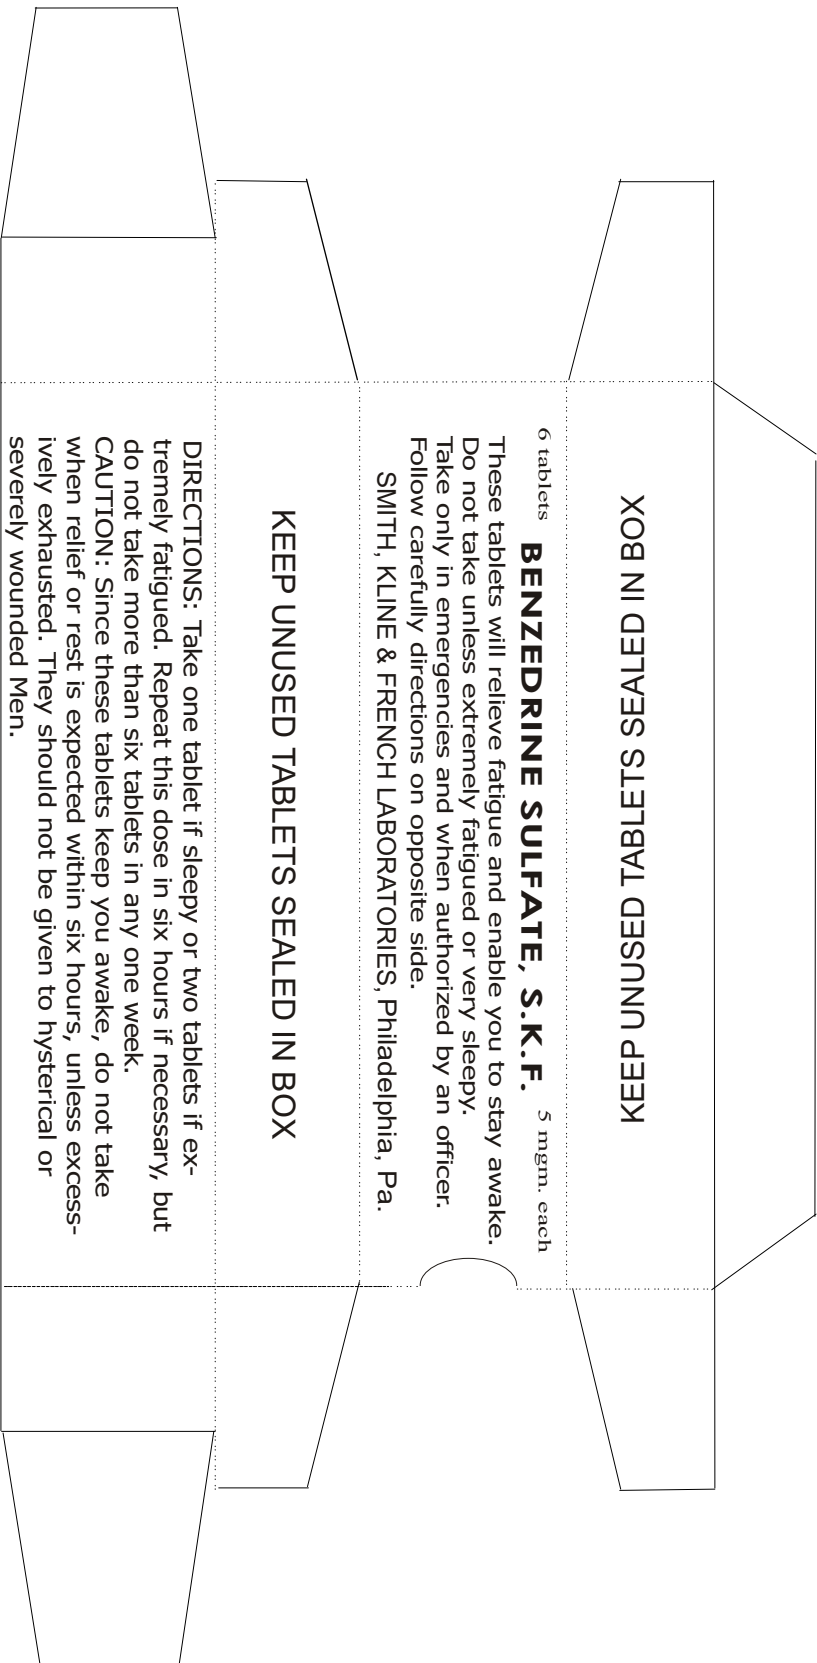 KEEP UNUSED TABLETS SEALED IN BOX
6 tablets BENZEDRINE SULFATE, S.K.F. 5 mgm. each
These tablets will relieve fatigue and enable you to stay awake.
Do not take unless extremely fatigued or very sleepy.
Take only in emergencies and when authorized by an officer.
Follow carefully directions on opposite side.
SMITH, KLINE & FRENCH LABORATORIES, Philadelphia, Pa.
KEEP UNUSED TABLETS SEALED IN BOX
DIRECTIONS: Take one tablet if sleepy or two tablets if ex-
tremely fatigued. Repeat this dose in six hours if necessary, but
do not take more than six tablets in any one week.
CAUTION: Since these tablets keep you awake, do not take
when relief or rest is expected within six hours, unless excess-
ively exhausted. They should not be given to hysterical or
severely wounded Men.